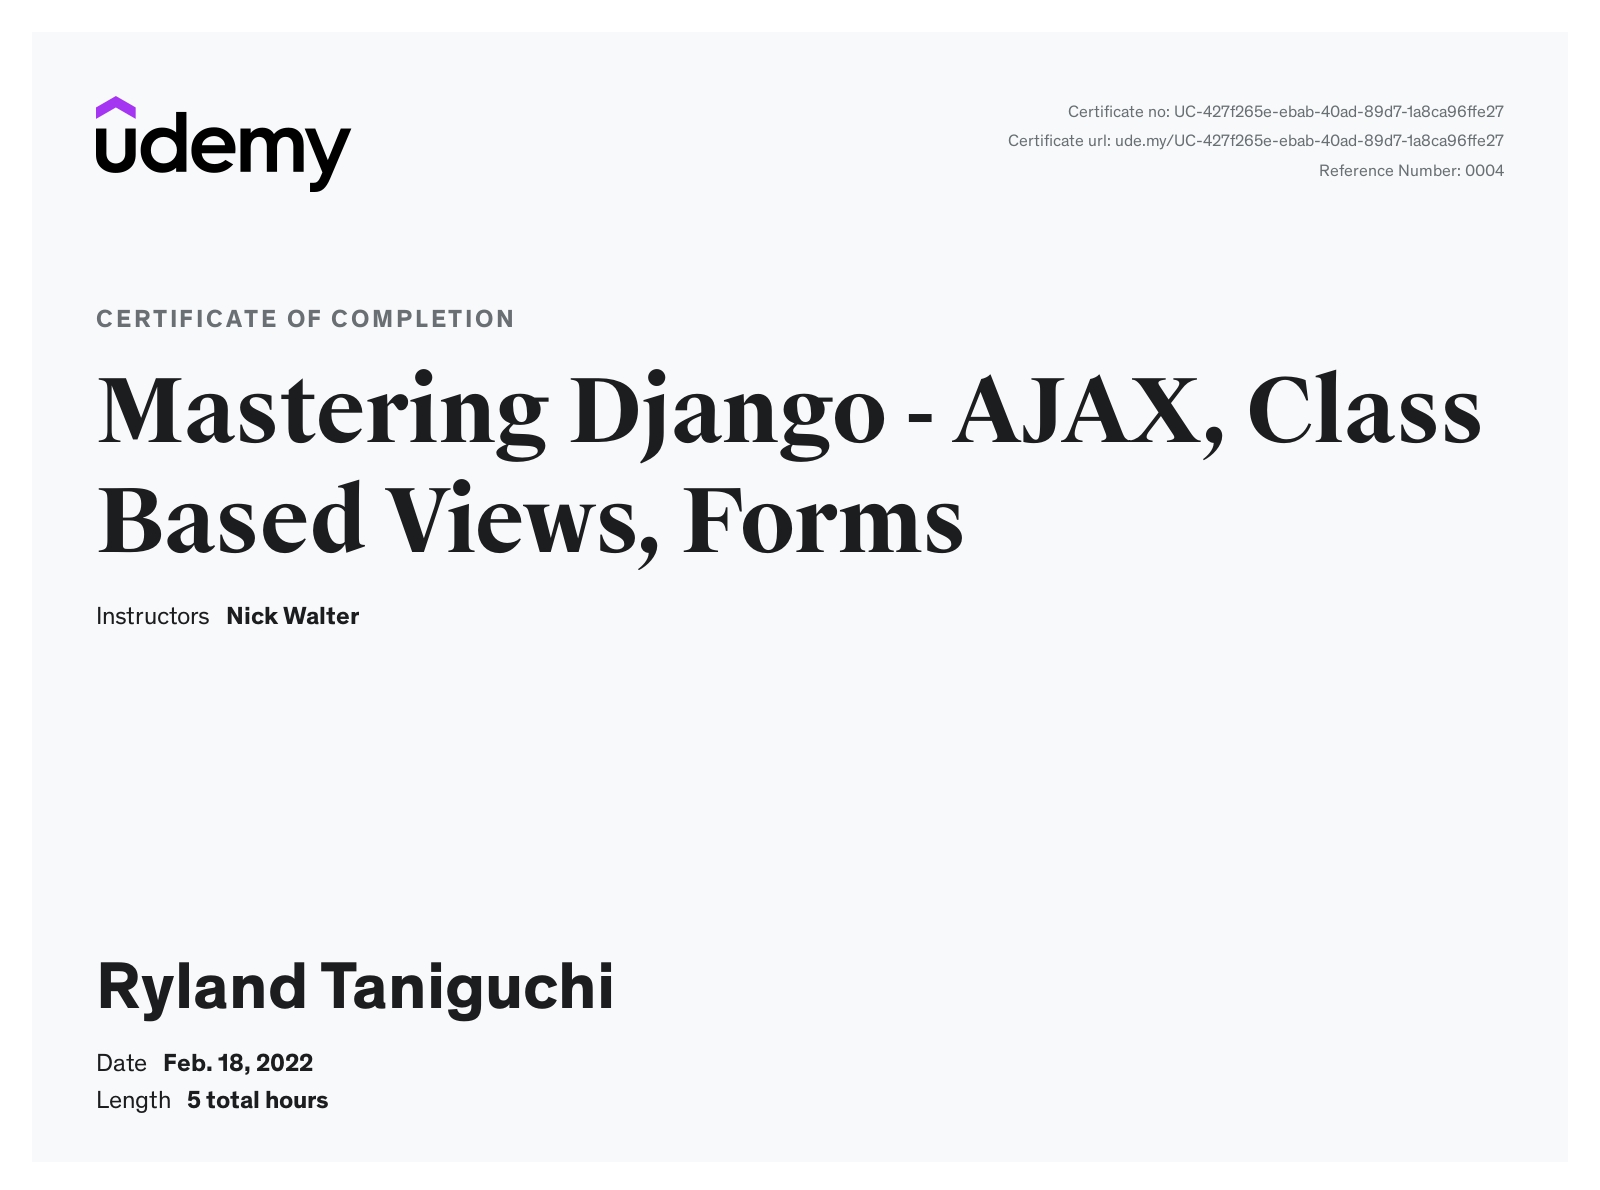 udemy
Certificate no: UC-427f265e-ebab-40ad-89d7-1a8ca96ffe27
Certificate url: ude.my/UC-427f265e-ebab-40ad-89d7-1a8ca96ffe27
Reference Number: 0004
CERTIFICATE OF COMPLETION
Mastering Django - AJAX, Class
Based Views, Forms
Instructors Nick Walter
Ryland Taniguchi
Date Feb. 18, 2022
Length 5 total hours